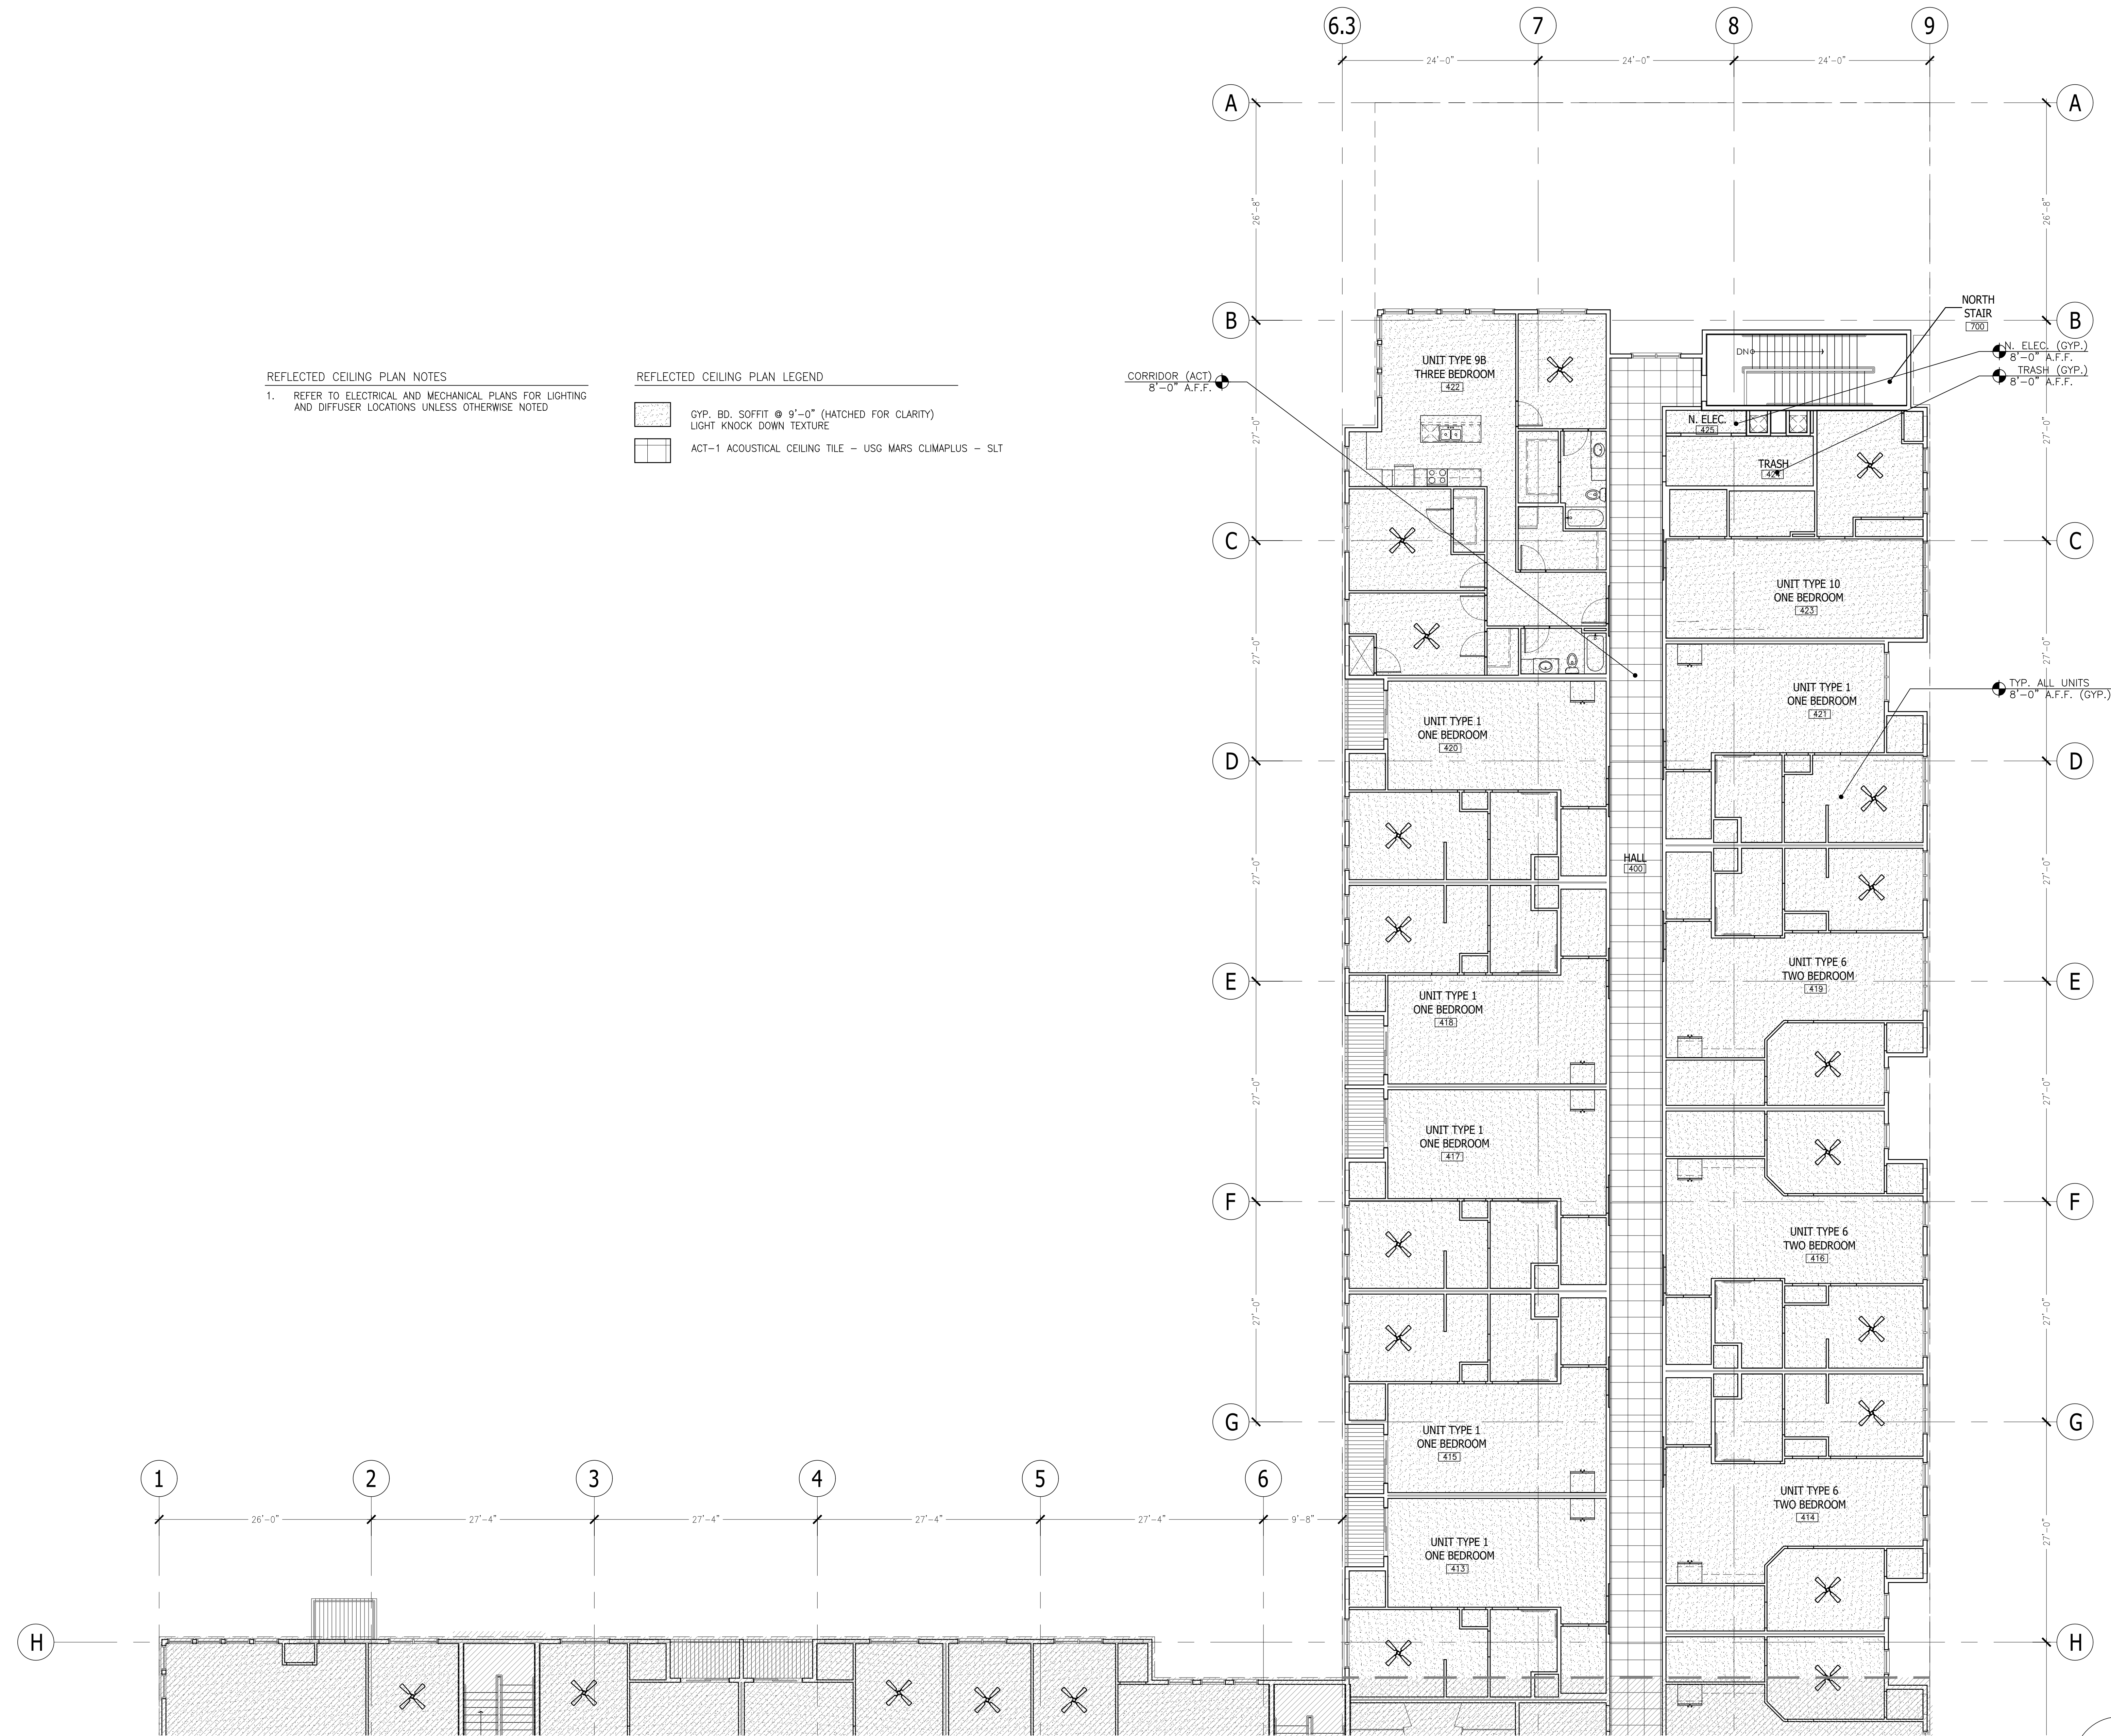 6.3
7
8
9
24'-0"
24'-0"
24'-0"
A
A
26'-8"
26'-8"
NORTH
STAIR
700
B
B
DN
N. ELEC. (GYP.)
8'-0" A.F.F.
TRASH (GYP.)
8'-0" A.F.F.
UNIT TYPE 9B
THREE BEDROOM
422
CORRIDOR (ACT)
8'-0" A.F.F.
REFLECTED CEILING PLAN NOTES
1. REFER TO ELECTRICAL AND MECHANICAL PLANS FOR LIGHTING
AND DIFFUSER LOCATIONS UNLESS OTHERWISE NOTED
REFLECTED CEILING PLAN LEGEND
GYP. BD. SOFFIT @ 9'-0" (HATCHED FOR CLARITY)
LIGHT KNOCK DOWN TEXTURE
ACT-1 ACOUSTICAL CEILING TILE - USG MARS CLIMAPLUS - SLT
N. ELEC.
425
27'-0"
27'-0"
TRASH
424
C
C
UNIT TYPE 10
ONE BEDROOM
423
27'-0"
27'-0"
UNIT TYPE 1
ONE BEDROOM
421
TYP. ALL UNITS
8'-0" A.F.F. (GYP.)
UNIT TYPE 1
ONE BEDROOM
420
D
D
HALL
400
27'-0"
27'-0"
UNIT TYPE 6
TWO BEDROOM
419
E
E
UNIT TYPE 1
ONE BEDROOM
418
27'-0"
27'-0"
UNIT TYPE 1
ONE BEDROOM
417
F
F
UNIT TYPE 6
TWO BEDROOM
416
27'-0"
27'-0"
G
G
UNIT TYPE 1
ONE BEDROOM
415
1
2
3
4
5
6
26'-0"
27'-4"
27'-4"
27'-4"
27'-4"
9'-8"
UNIT TYPE 6
TWO BEDROOM
414
27'-0"
UNIT TYPE 1
ONE BEDROOM
413
H
H